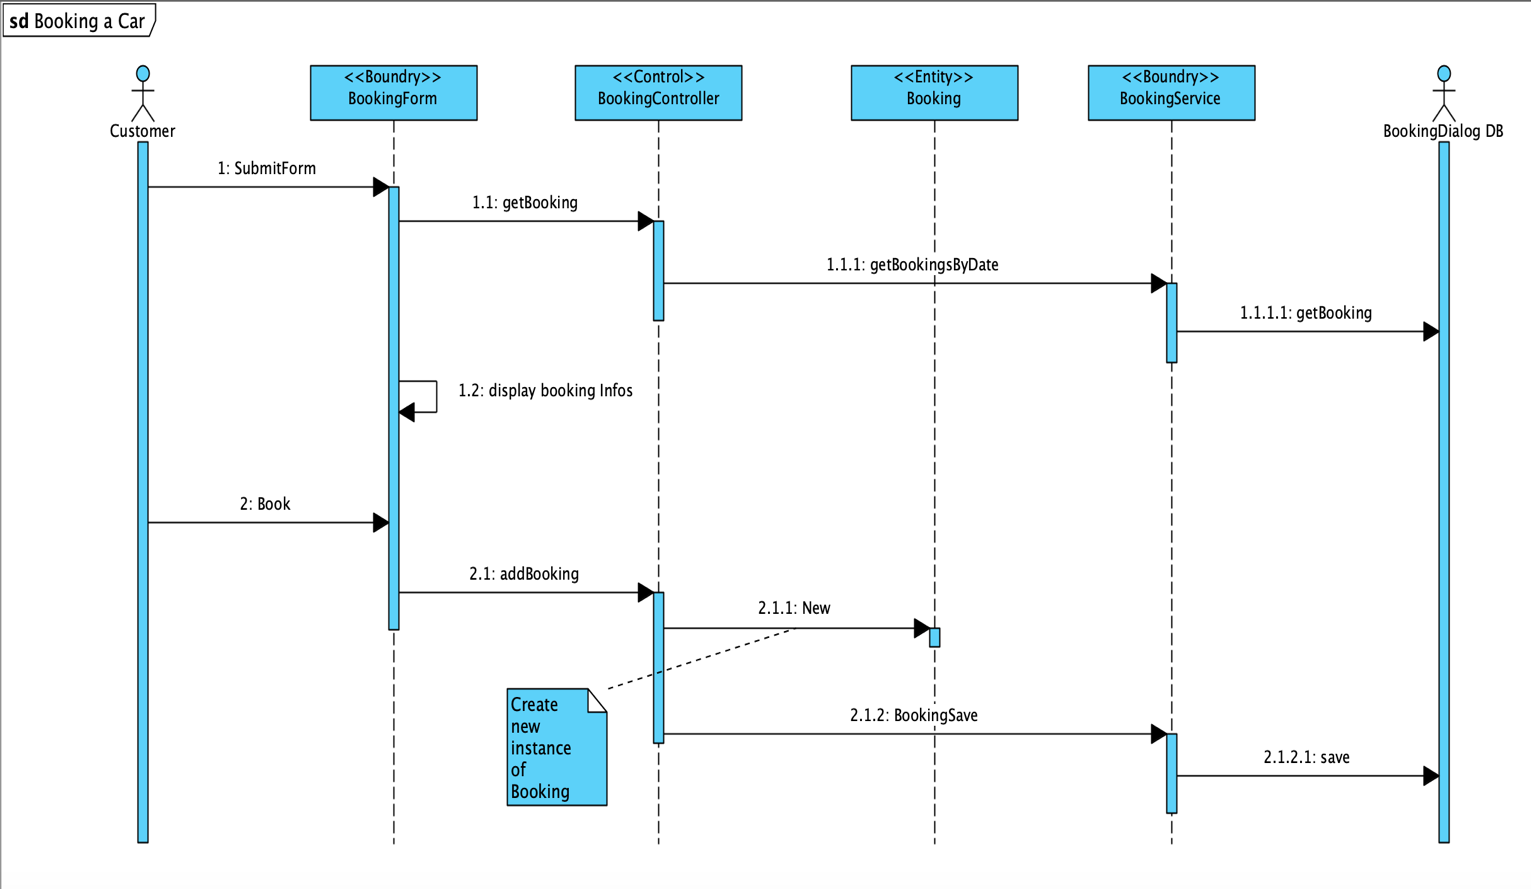 sd Booking a Car
<<Boundry>>
BookingForm
<<Control>>
BookingController
<<Entity>>
Booking
<<Boundry>>
BookingService
Customer
BookingDialog DB
1: SubmitForm
1.1: getBooking
1.1.1: getBookingsByDate
1.1.1.1: getBooking
1.2: display booking Infos
2: Book
2.1: addBooking
2.1.1: New
Create
new
instance
of
Booking
2.1.2: BookingSave
2.1.2.1: save